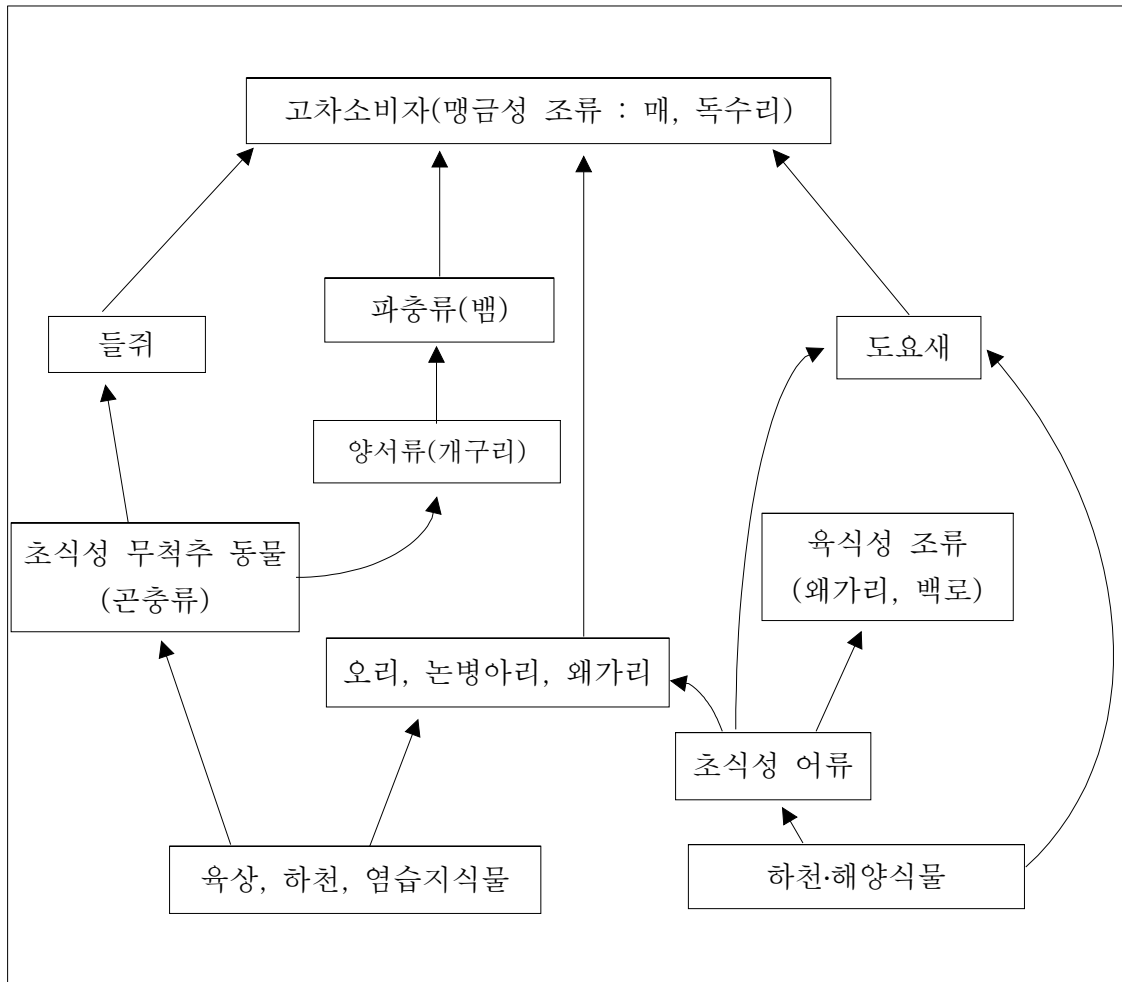 고차소비자(맹금성 조류 : 매, 독수리)
파충류(뱀)
들쥐
도요새
양서류(개구리)
초식성 무척추 동물
(곤충류)
육식성 조류
(왜가리, 백로)
오리, 논병아리, 왜가리
초식성 어류
육상, 하천, 염습지식물
하천·해양식물